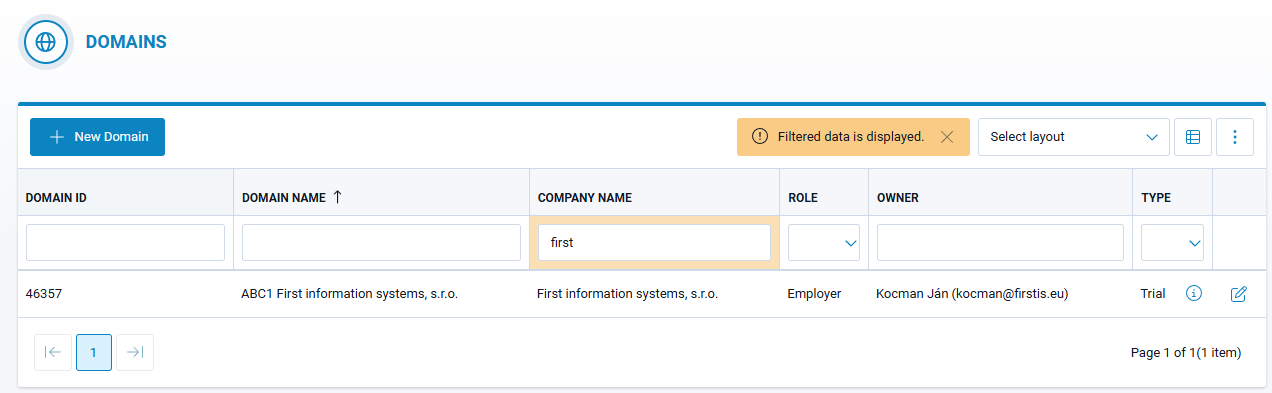 DOMAINS
New Domain
Filtered data is displayed.
Select layout
DOMAIN ID DOMAIN NAME COMPANY NAME ROLE OWNER TYPE
first
46357 ABC1 First information systems, s.r.o. First information systems, s.r.o. Employer Kocman Ján (kocman@firstis.eu) Trial
1
Page 1 of 1(1 item)